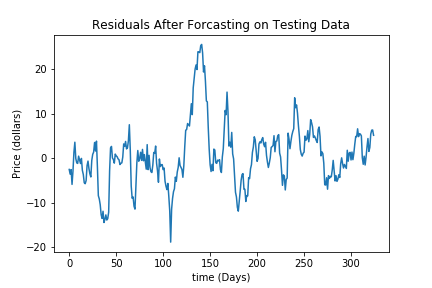 Residuals After Forcasting on Testing Data
Price (dollars)
20
10
0
−10
−20
0 50 100 150 200 250 300
time (Days)